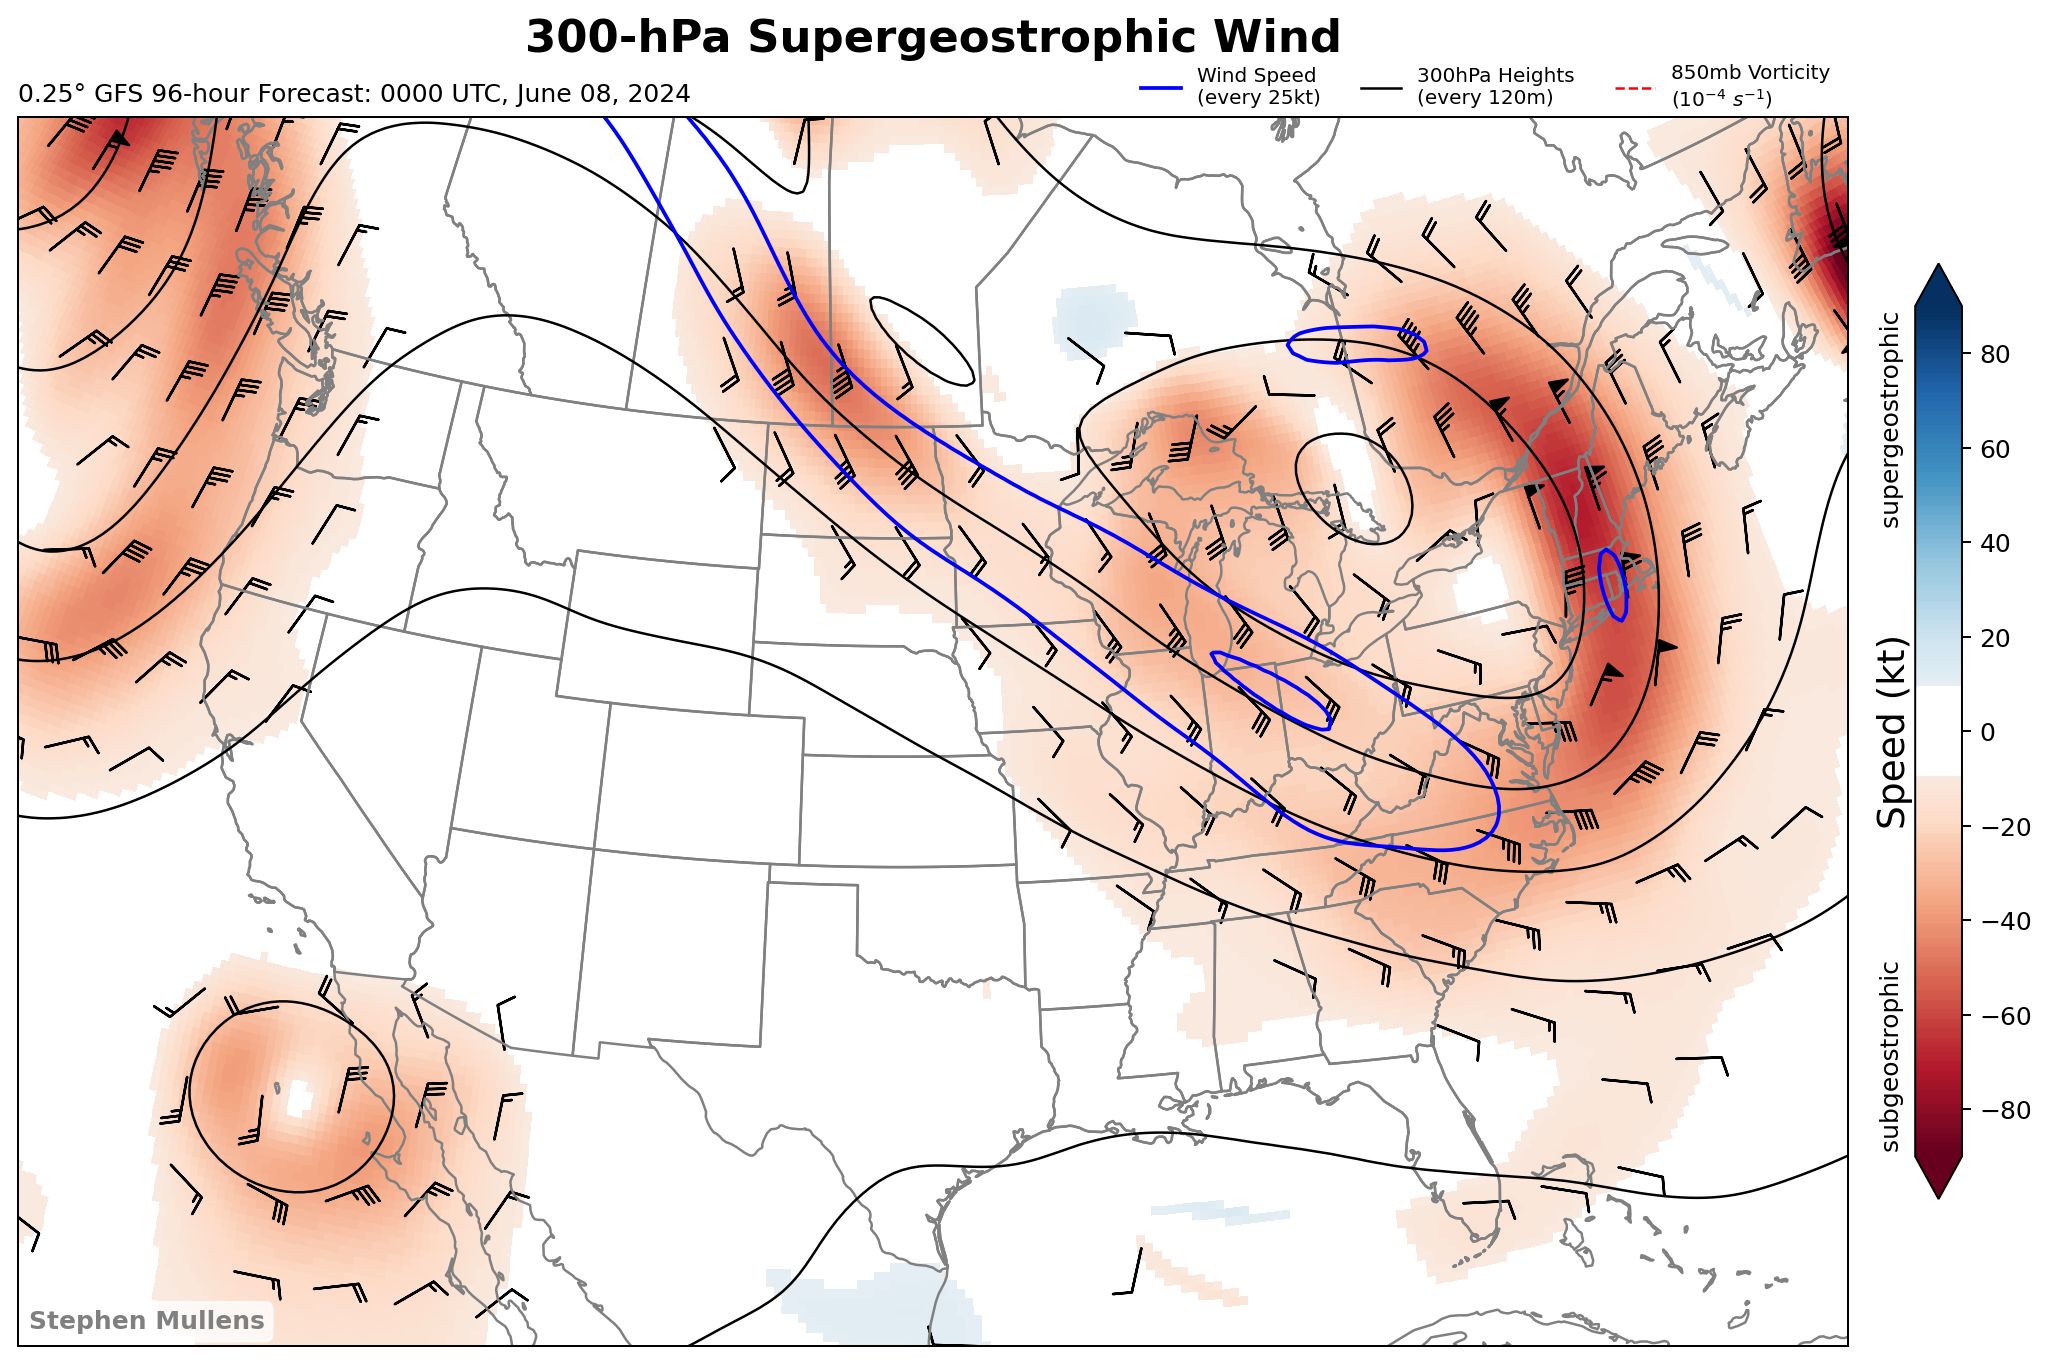 300-hPa Supergeostrophic Wind
0.25° GFS 96-hour Forecast: 0000 UTC, June 08, 2024
Wind Speed
(every 25kt)
300hPa Heights
(every 120m)
850mb Vorticity
(10⁻⁴ s⁻¹)
supergeostrophic
subgeostrophic
Speed (kt)
80
60
40
20
0
−20
−40
−60
−80
Stephen Mullens